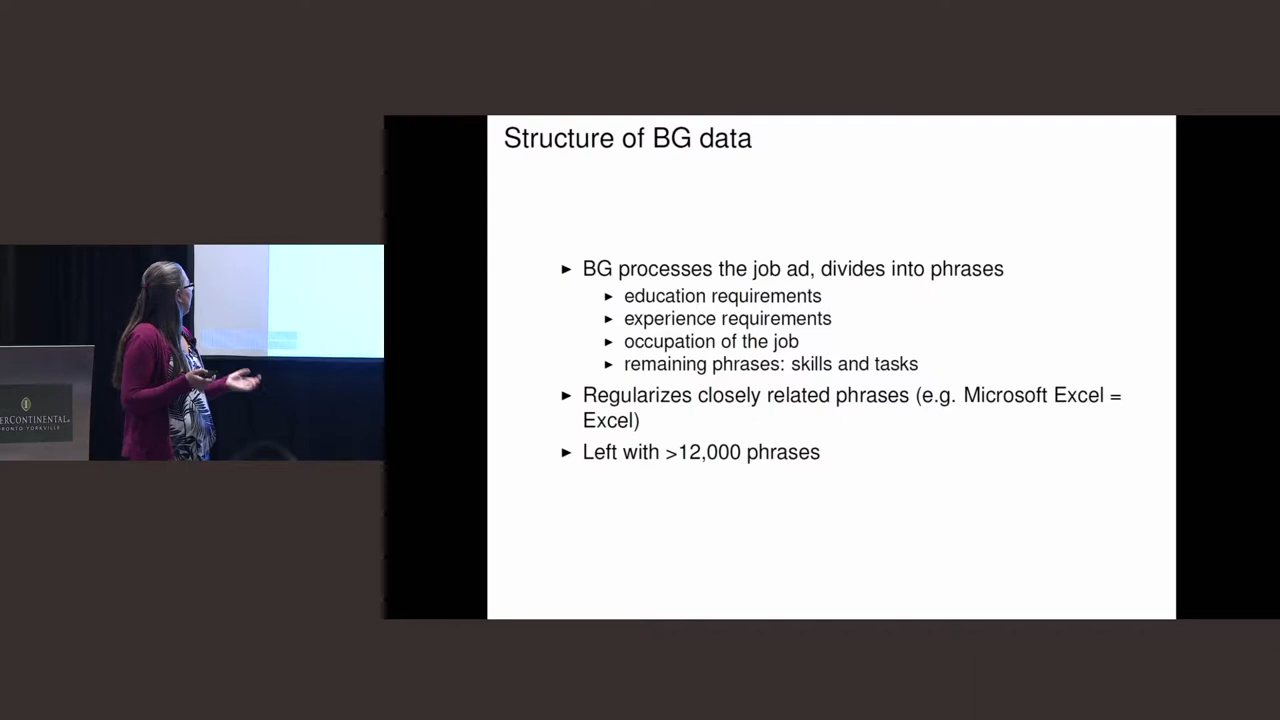 Structure of BG data
► BG processes the job ad, divides into phrases
► education requirements
► experience requirements
► occupation of the job
► remaining phrases: skills and tasks
► Regularizes closely related phrases (e.g. Microsoft Excel =
Excel)
► Left with >12,000 phrases
ERCONTINENTAL
RONTO YORKVILLE